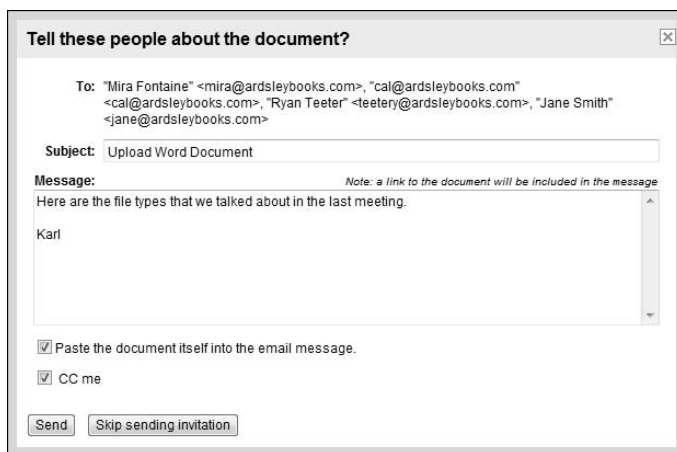 Tell these people about the document?
To: "Mira Fontaine" <mira@ardsleybooks.com>, "cal@ardsleybooks.com"
<cal@ardsleybooks.com>, "Ryan Teeter" <teetery@ardsleybooks.com>, "Jane Smith"
<jane@ardsleybooks.com>
Subject: Upload Word Document
Message: Note: a link to the document will be included in the message
Here are the file types that we talked about in the last meeting.
Karl
Paste the document itself into the email message.
CC me
Send Skip sending invitation